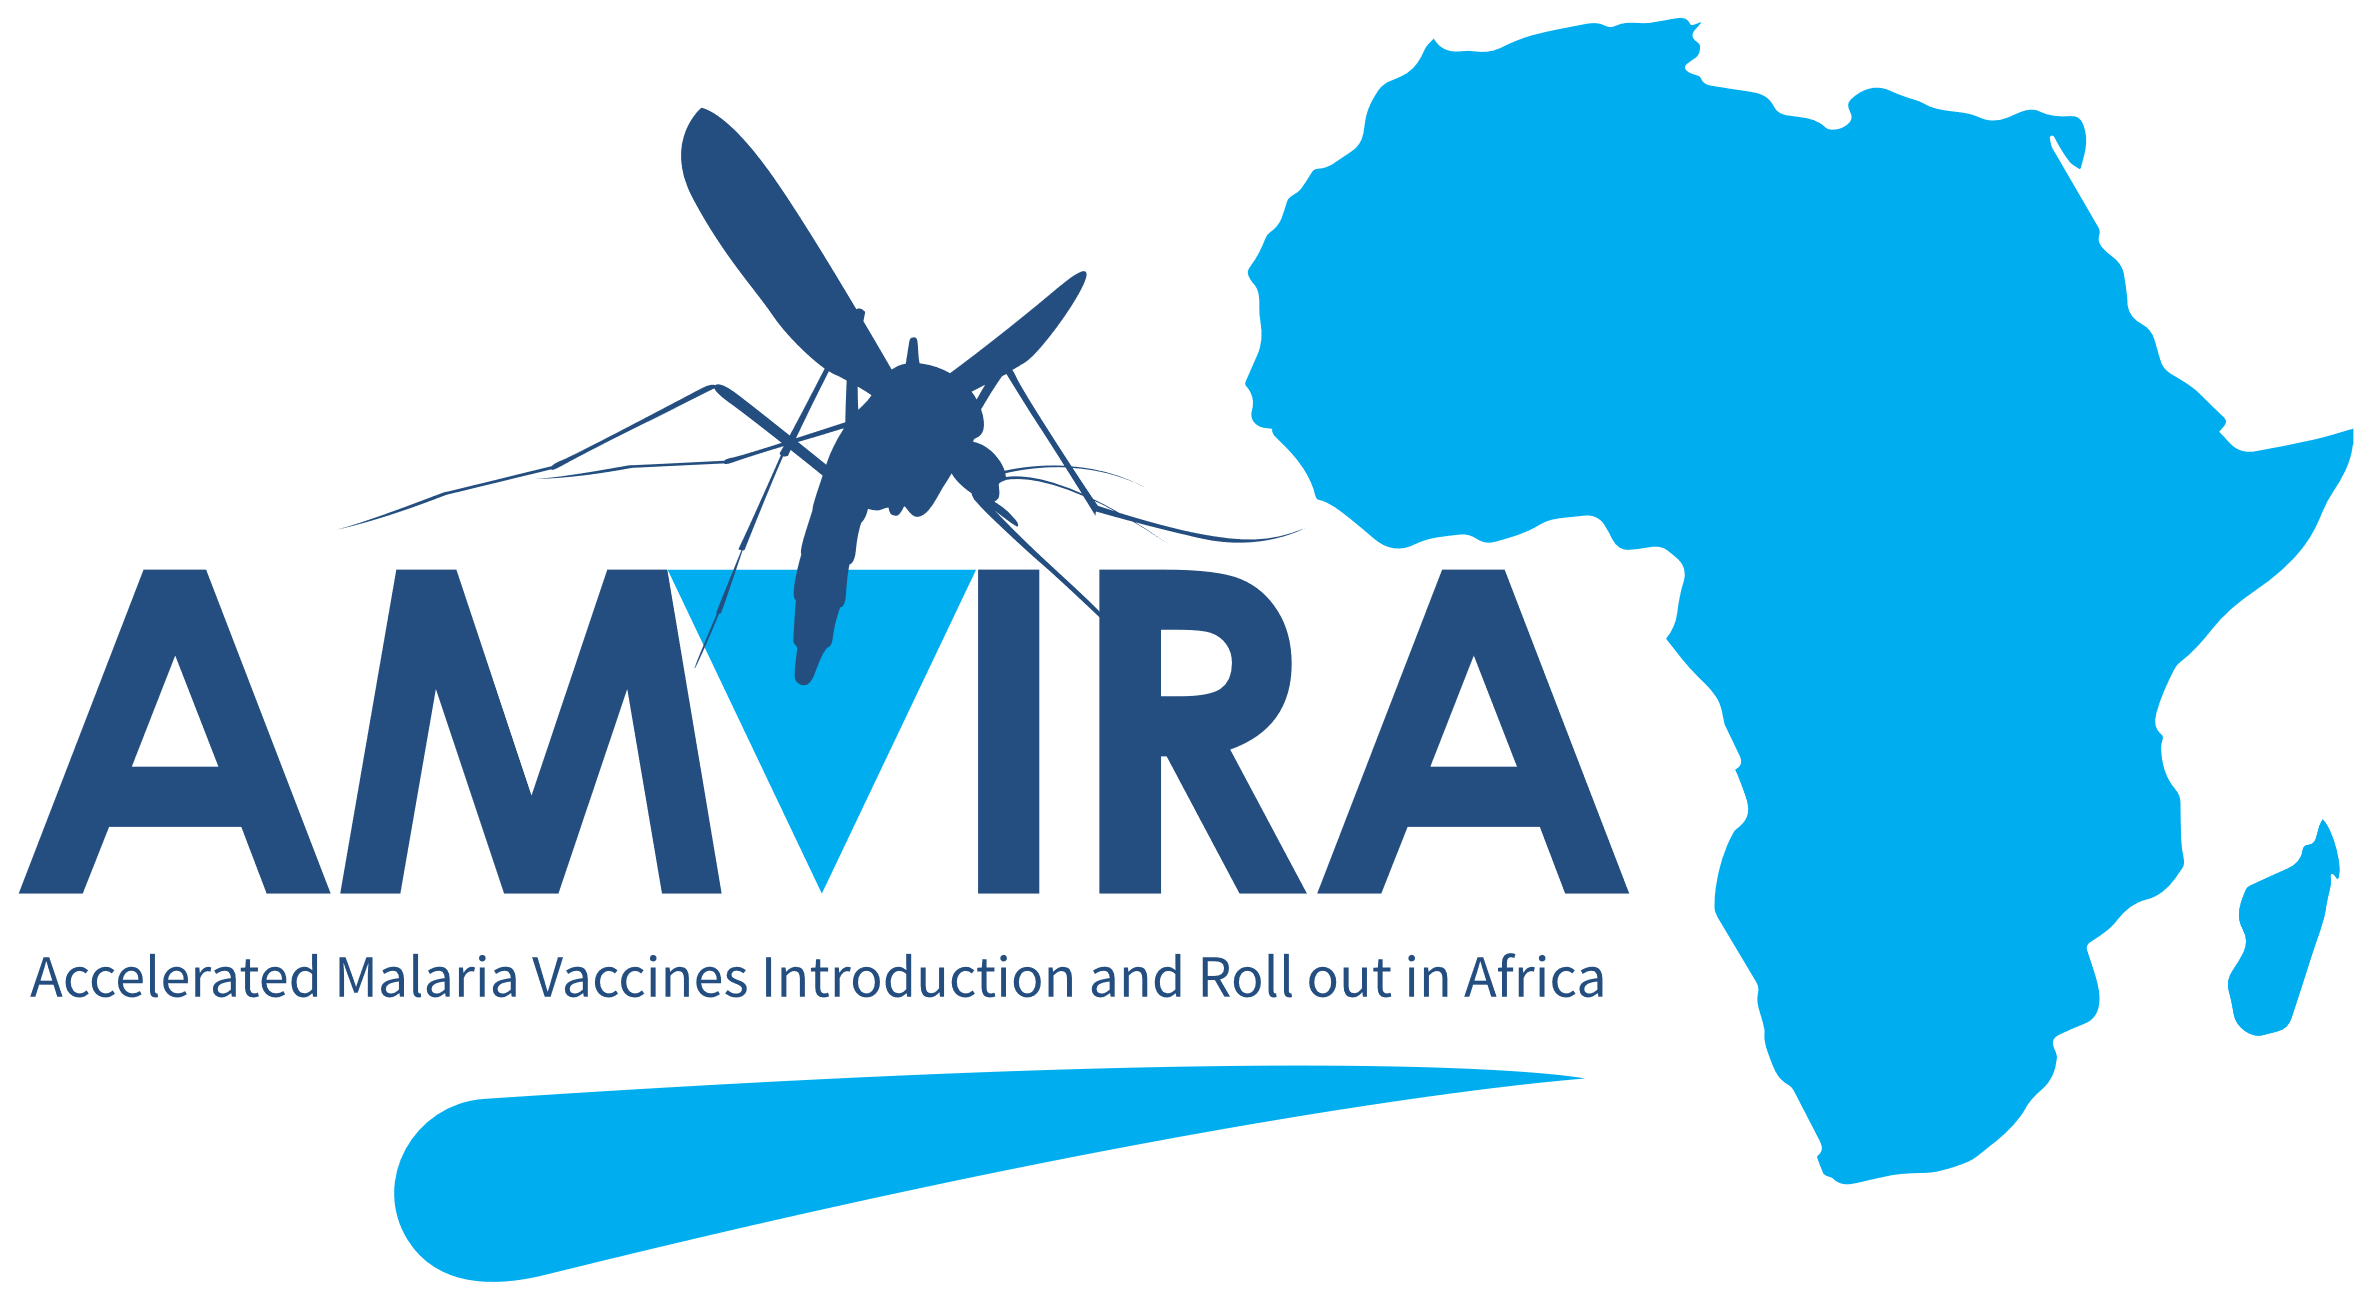 AMVIRA
Accelerated Malaria Vaccines Introduction and Roll out in Africa